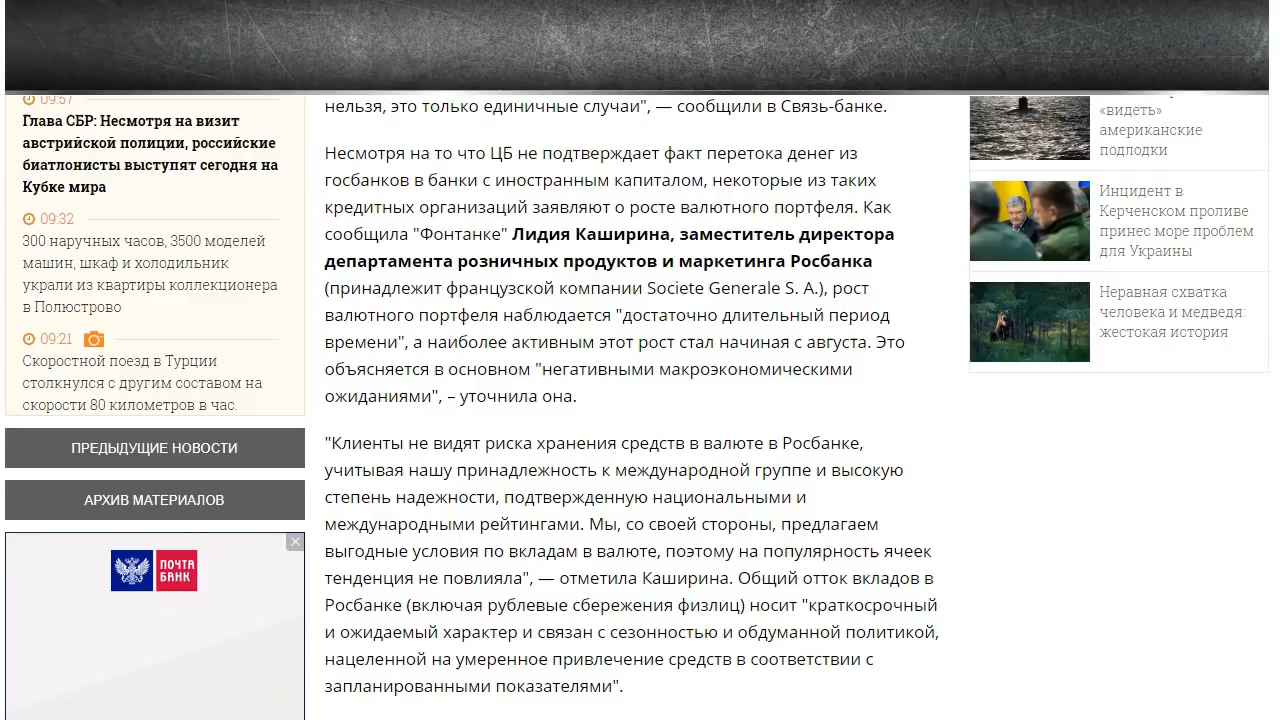 09:57
Глава СБР: Несмотря на визит
австрийской полиции, российские
биатлонисты выступят сегодня на
Кубке мира
09:32
300 наручных часов, 3500 моделей
машин, шкаф и холодильник
украли из квартиры коллекционера
в Полюстрово
09:21
Скоростной поезд в Турции
столкнулся с другим составом на
скорости 80 километров в час.
ПРЕДЫДУЩИЕ НОВОСТИ
АРХИВ МАТЕРИАЛОВ
ПОЧТА
БАНК
нельзя, это только единичные случаи", — сообщили в Связь-банке.
Несмотря на то что ЦБ не подтверждает факт перетока денег из
госбанков в банки с иностранным капиталом, некоторые из таких
кредитных организаций заявляют о росте валютного портфеля. Как
сообщила "Фонтанке" Лидия Каширина, заместитель директора
департамента розничных продуктов и маркетинга Росбанка
(принадлежит французской компании Societe Generale S. A.), рост
валютного портфеля наблюдается "достаточно длительный период
времени", а наиболее активным этот рост стал начиная с августа. Это
объясняется в основном "негативными макроэкономическими
ожиданиями", – уточнила она.
"Клиенты не видят риска хранения средств в валюте в Росбанке,
учитывая нашу принадлежность к международной группе и высокую
степень надежности, подтвержденную национальными и
международными рейтингами. Мы, со своей стороны, предлагаем
выгодные условия по вкладам в валюте, поэтому на популярность ячеек
тенденция не повлияла", — отметила Каширина. Общий отток вкладов в
Росбанке (включая рублевые сбережения физлиц) носит "краткосрочный
и ожидаемый характер и связан с сезонностью и обдуманной политикой,
нацеленной на умеренное привлечение средств в соответствии с
запланированными показателями".
«видеть»
американские
подлодки
Инцидент в
Керченском проливе
принес море проблем
для Украины
Неравная схватка
человека и медведя:
жестокая история